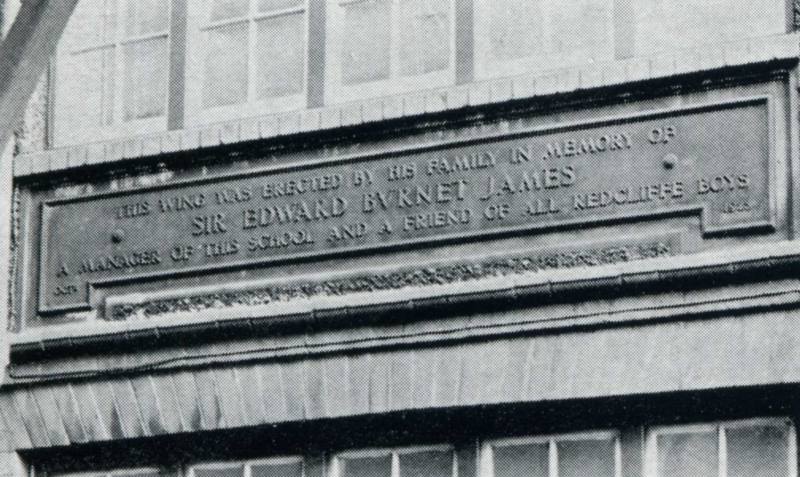 THIS WING WAS ERECTED BY HIS FAMILY IN MEMORY OF
SIR EDWARD BVRNET JAMES
A MANAGER OF THIS SCHOOL AND A FRIEND OF ALL REDCLIFFE BOYS